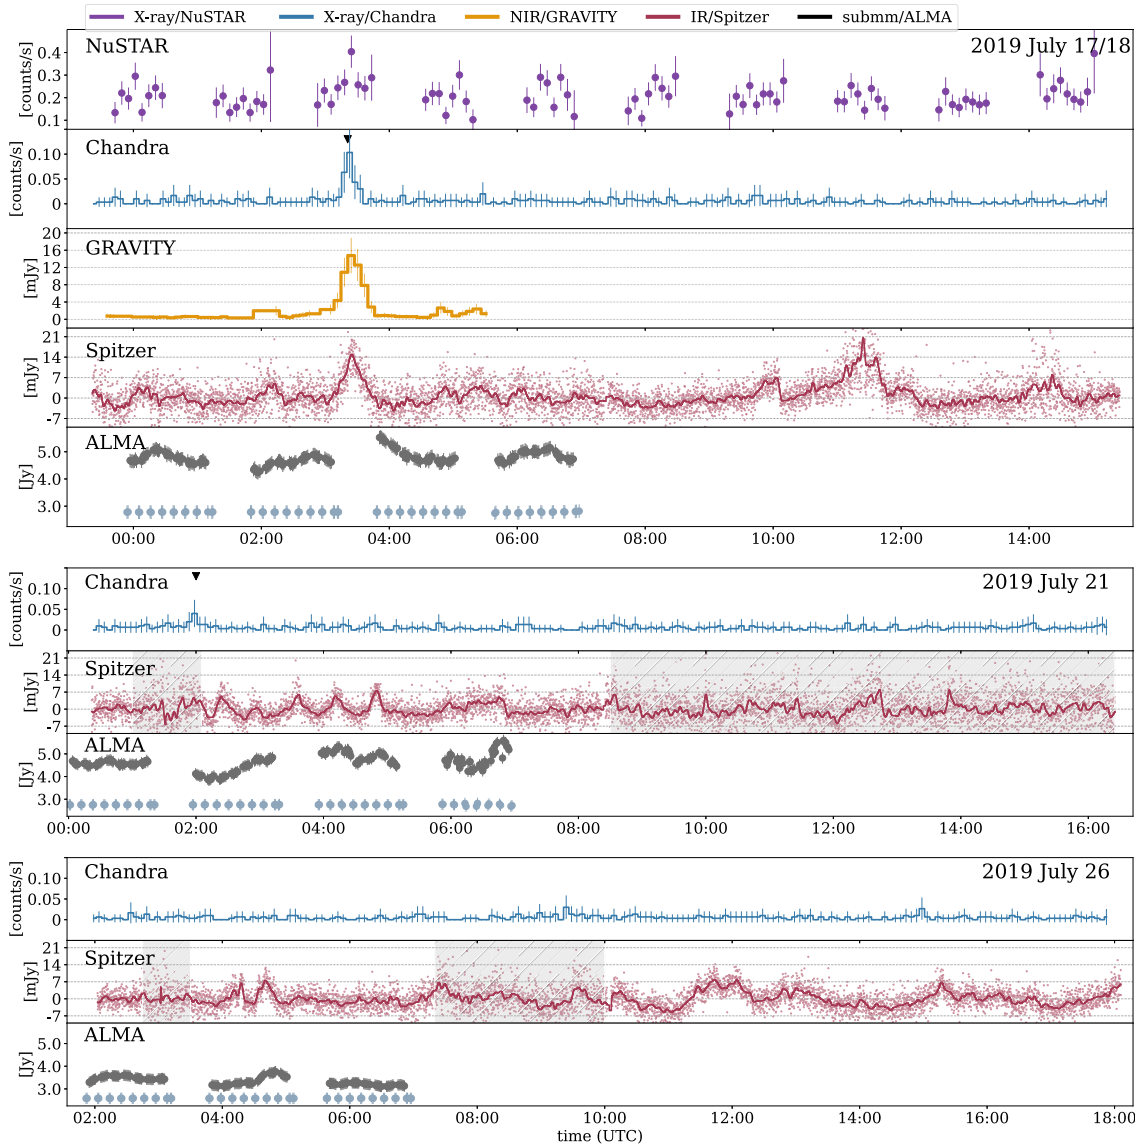 X-ray/NuSTAR X-ray/Chandra NIR/GRAVITY IR/Spitzer submm/ALMA
NuSTAR 2019 July 17/18
[counts/s]
0.4
0.3
0.2
0.1
Chandra
[counts/s]
0.10
0.05
0
GRAVITY
[mJy]
20
16
12
8
4
0
Spitzer
[mJy]
21
14
7
0
-7
ALMA
[Jy]
5.0
4.0
3.0
00:00 02:00 04:00 06:00 08:00 10:00 12:00 14:00
Chandra 2019 July 21
[counts/s]
0.10
0.05
0
Spitzer
[mJy]
21
14
7
0
-7
ALMA
[Jy]
5.0
4.0
3.0
00:00 02:00 04:00 06:00 08:00 10:00 12:00 14:00 16:00
Chandra 2019 July 26
[counts/s]
0.10
0.05
0
Spitzer
[mJy]
21
14
7
0
-7
ALMA
[Jy]
5.0
4.0
3.0
02:00 04:00 06:00 08:00 10:00 12:00 14:00 16:00 18:00
time (UTC)